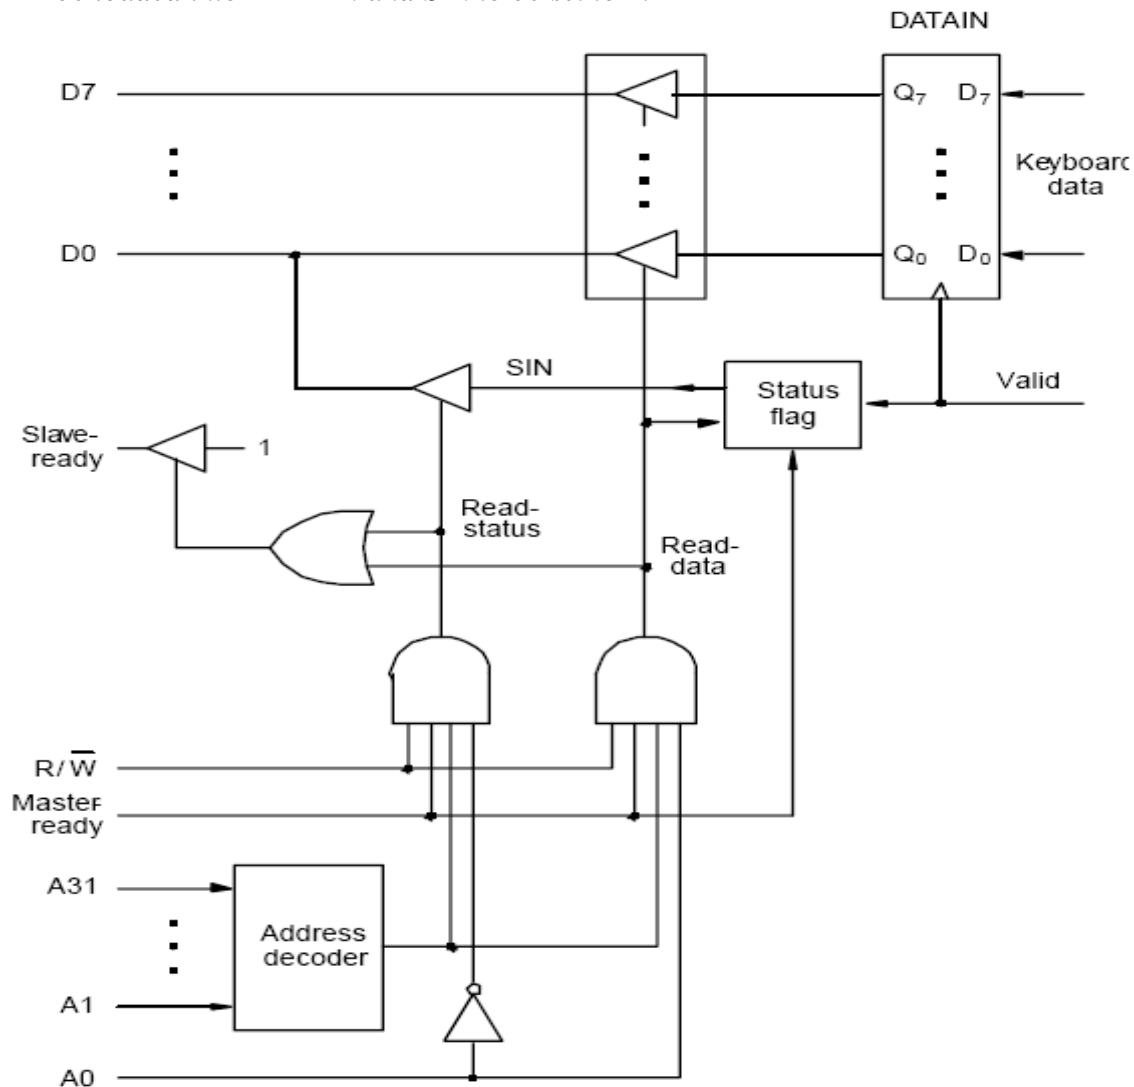 DATAIN
D7
Q7 D7
Keyboard
data
D0
Q0 D0
SIN
Status
flag
Valid
Slave-
ready
1
Read-
status
Read-
data
R/W̅
Master
ready
A31
Address
decoder
A1
A0